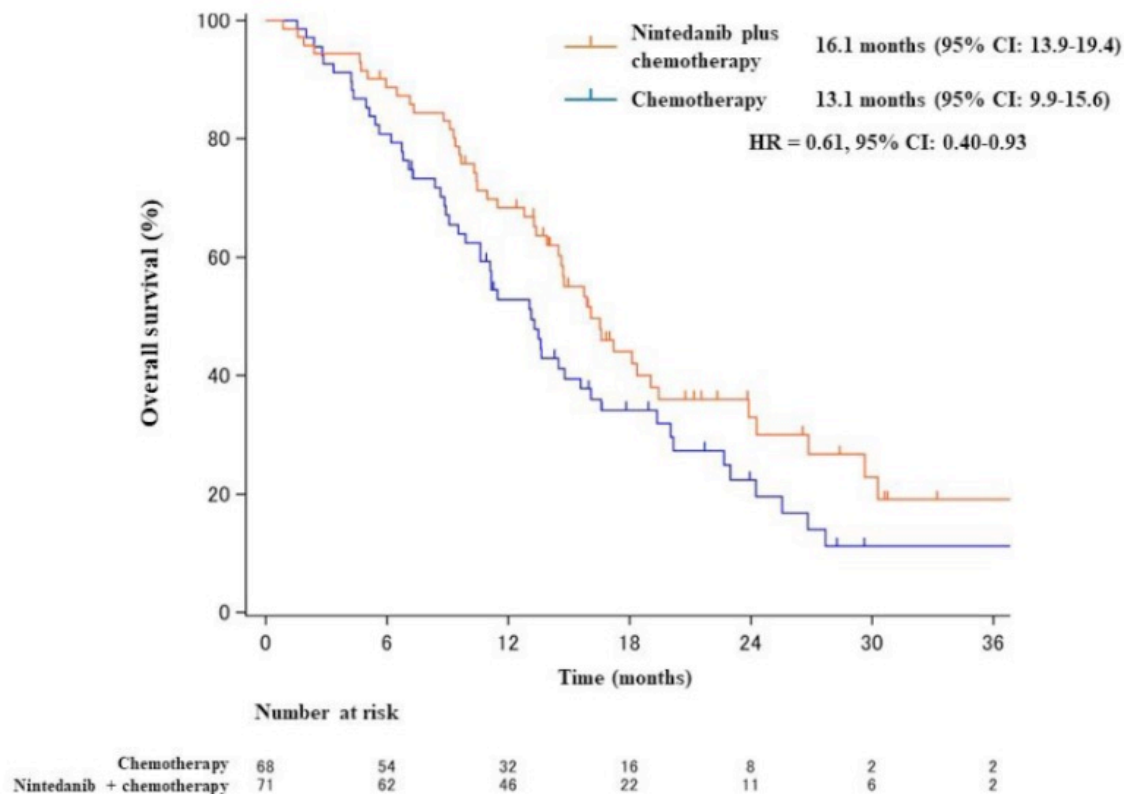 100
80
60
40
20
0
Overall survival (%)
Nintedanib plus chemotherapy 16.1 months (95% CI: 13.9-19.4)
Chemotherapy 13.1 months (95% CI: 9.9-15.6)
HR = 0.61, 95% CI: 0.40-0.93
0 6 12 18 24 30 36
Time (months)
Number at risk
Chemotherapy 68 54 32 16 8 2 2
Nintedanib + chemotherapy 71 62 46 22 11 6 2